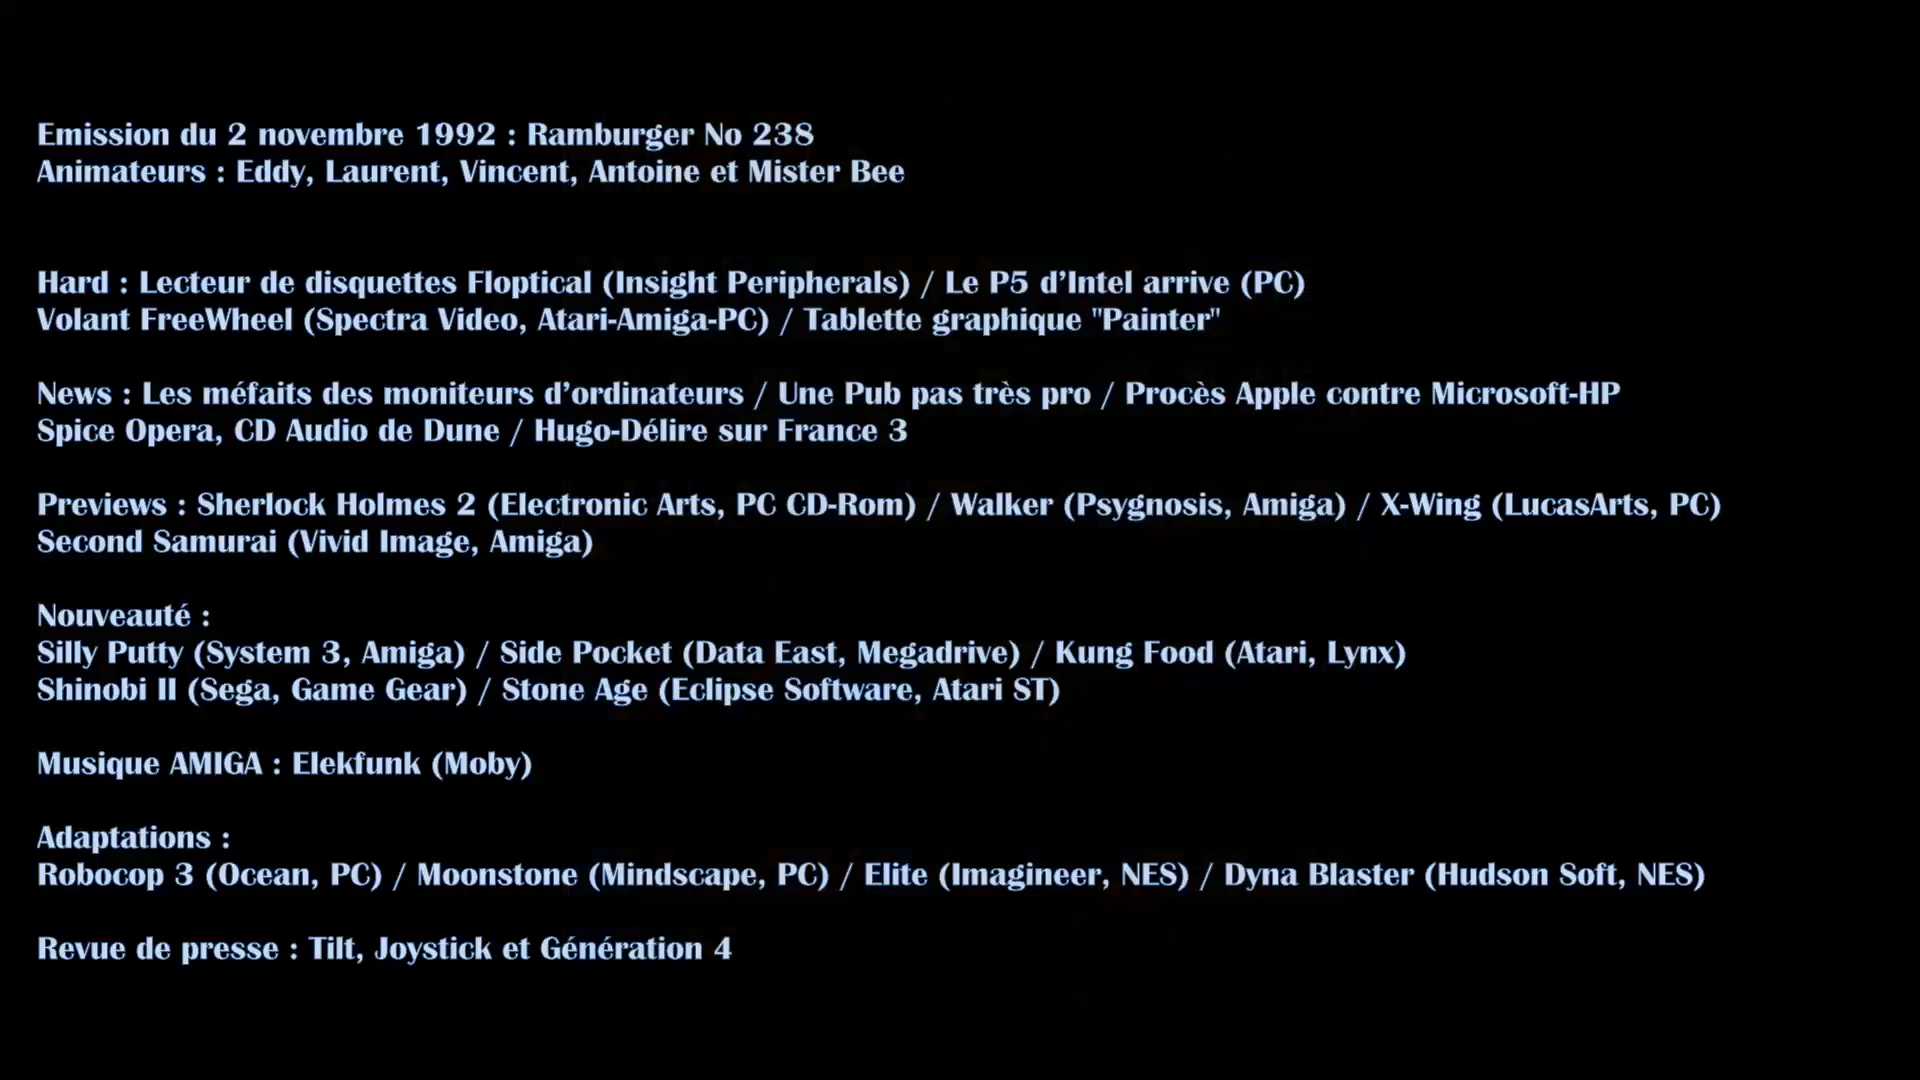 Emission du 2 novembre 1992 : Ramburger No 238
Animateurs : Eddy, Laurent, Vincent, Antoine et Mister Bee
Hard : Lecteur de disquettes Floptical (Insight Peripherals) / Le P5 d’Intel arrive (PC)
Volant FreeWheel (Spectra Video, Atari-Amiga-PC) / Tablette graphique "Painter"
News : Les méfaits des moniteurs d’ordinateurs / Une Pub pas très pro / Procès Apple contre Microsoft-HP
Spice Opera, CD Audio de Dune / Hugo-Délire sur France 3
Previews : Sherlock Holmes 2 (Electronic Arts, PC CD-Rom) / Walker (Psygnosis, Amiga) / X-Wing (LucasArts, PC)
Second Samurai (Vivid Image, Amiga)
Nouveauté :
Silly Putty (System 3, Amiga) / Side Pocket (Data East, Megadrive) / Kung Food (Atari, Lynx)
Shinobi II (Sega, Game Gear) / Stone Age (Eclipse Software, Atari ST)
Musique AMIGA : Elekfunk (Moby)
Adaptations :
Robocop 3 (Ocean, PC) / Moonstone (Mindscape, PC) / Elite (Imagineer, NES) / Dyna Blaster (Hudson Soft, NES)
Revue de presse : Tilt, Joystick et Génération 4